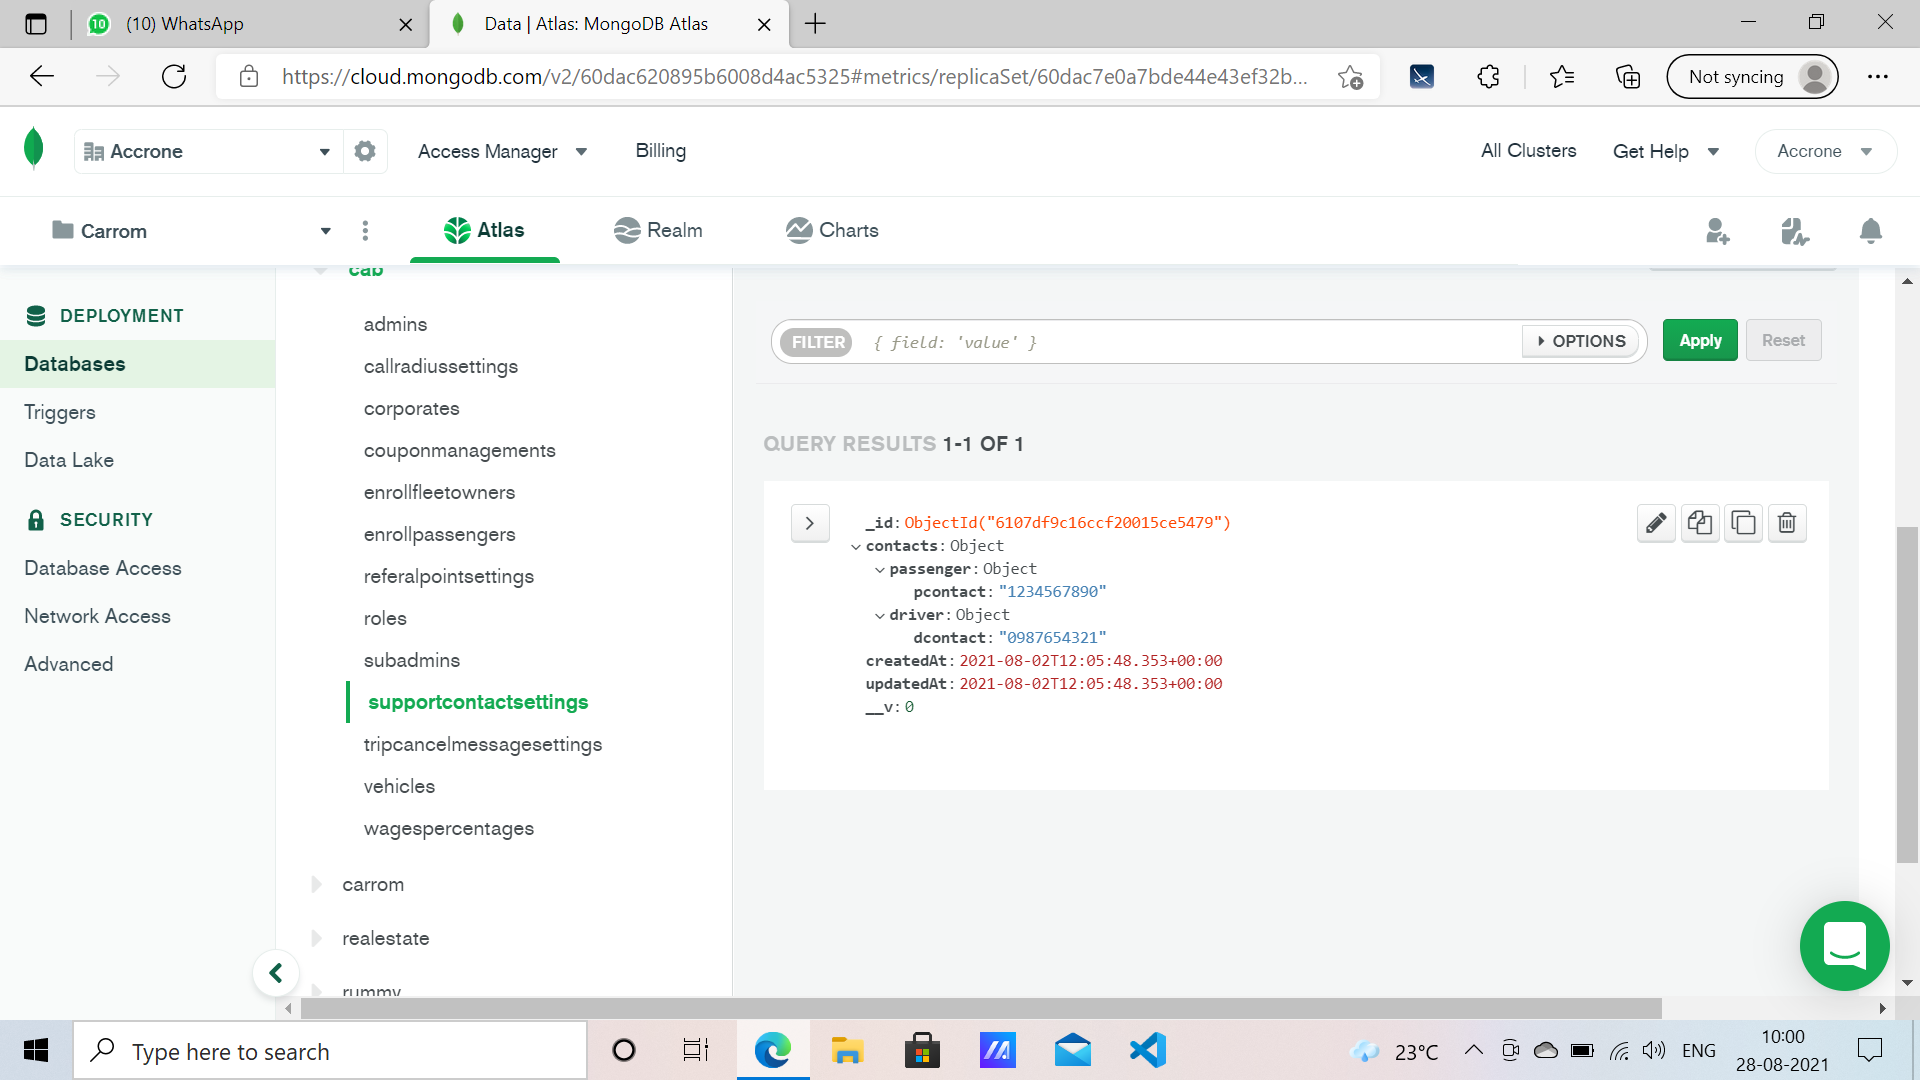 (10) WhatsApp
Data | Atlas: MongoDB Atlas
https://cloud.mongodb.com/v2/60dac620895b6008d4ac5325#metrics/replicaSet/60dac7e0a7bde44e43ef32b...
Not syncing
Accrone
Access Manager
Billing
All Clusters
Get Help
Accrone
Carrom
Atlas
Realm
Charts
DEPLOYMENT
Databases
Triggers
Data Lake
SECURITY
Database Access
Network Access
Advanced
cab
admins
callradiussettings
corporates
couponmanagements
enrollfleetowners
enrollpassengers
referalpointsettings
roles
subadmins
supportcontactsettings
tripcancelmessagesettings
vehicles
wagespercentages
carrom
realestate
rummy
FILTER { field: 'value' } OPTIONS Apply Reset
QUERY RESULTS 1-1 OF 1
_id: ObjectId("6107df9c16ccf20015ce5479")
contacts: Object
passenger: Object
pcontact: "1234567890"
driver: Object
dcontact: "0987654321"
createdAt: 2021-08-02T12:05:48.353+00:00
updatedAt: 2021-08-02T12:05:48.353+00:00
__v: 0
Type here to search
23°C
ENG
10:00
28-08-2021